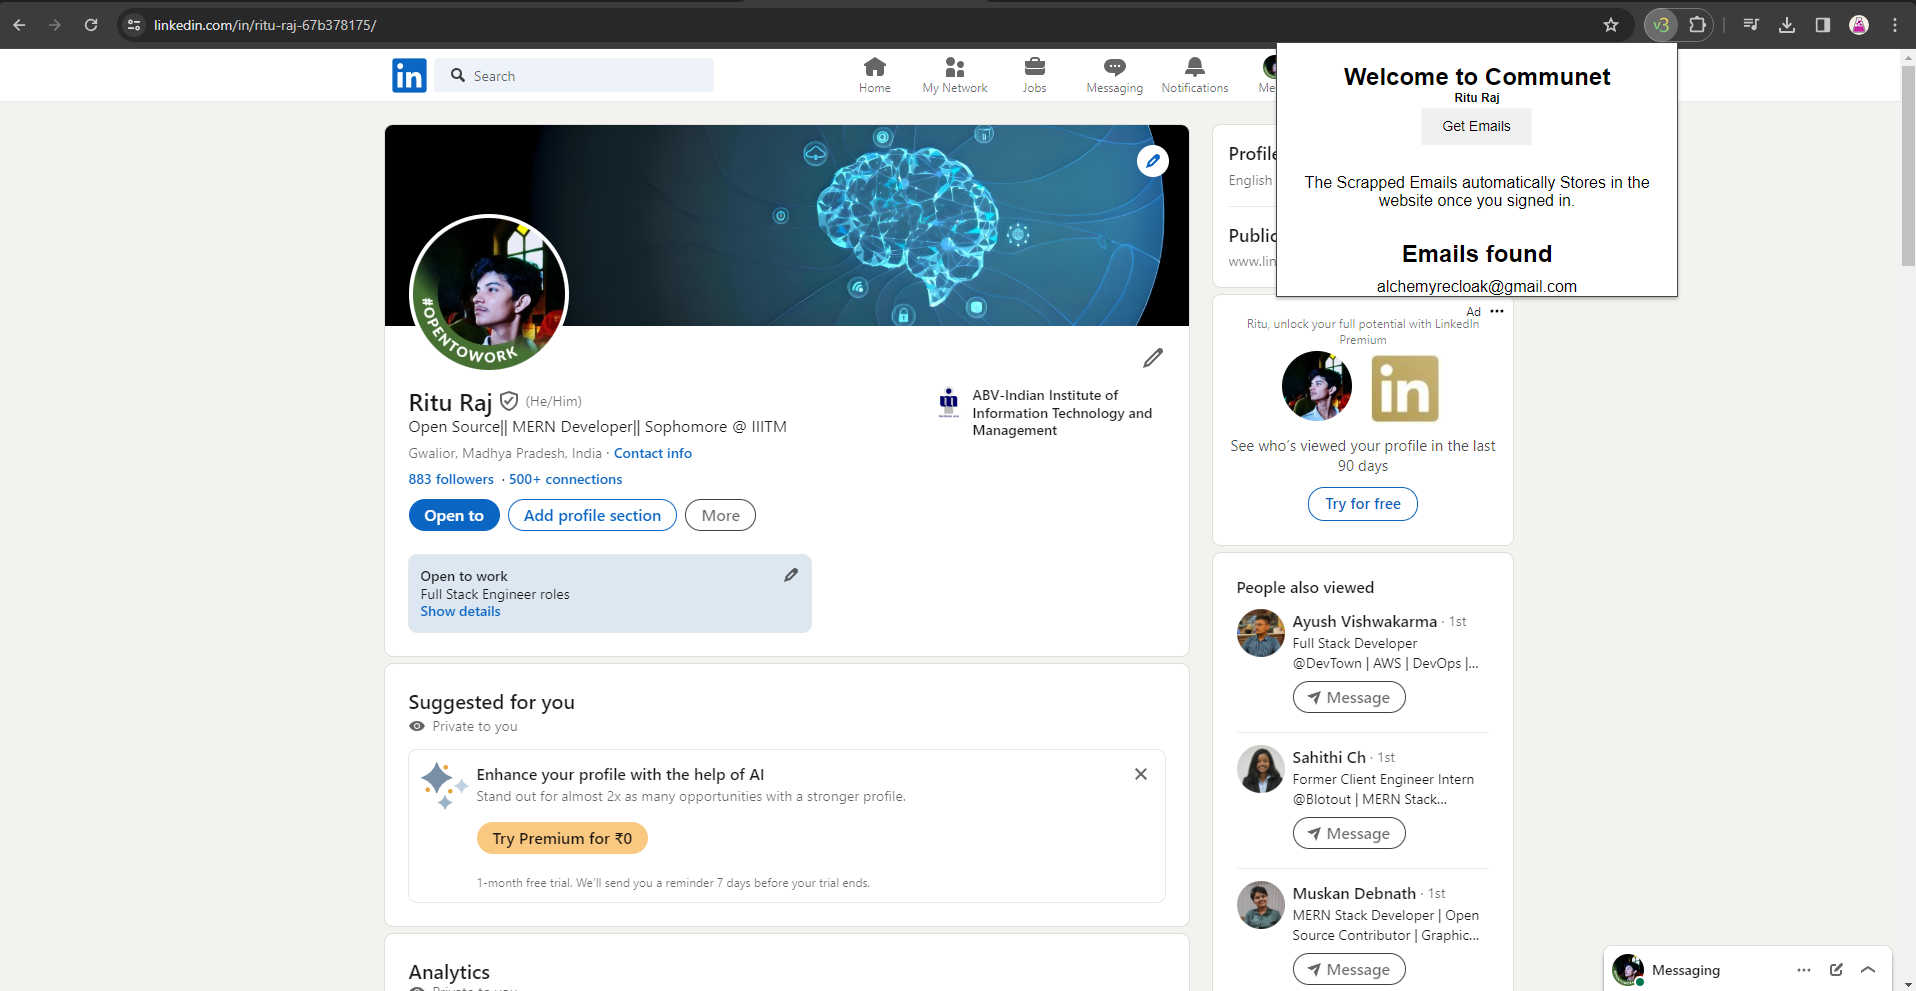 linkedin.com/in/ritu-raj-67b378175/
v3
in
Search
Home
My Network
Jobs
Messaging
Notifications
Me
Welcome to Communet
Ritu Raj
Get Emails
The Scrapped Emails automatically Stores in the
website once you signed in.
Emails found
alchemyrecloak@gmail.com
#OPENTOWORK
Ritu Raj (He/Him)
Open Source|| MERN Developer|| Sophomore @ IIITM
Gwalior, Madhya Pradesh, India · Contact info
883 followers · 500+ connections
Open to
Add profile section
More
ABV-Indian Institute of
Information Technology and
Management
Open to work
Full Stack Engineer roles
Show details
Suggested for you
Private to you
Enhance your profile with the help of AI
Stand out for almost 2x as many opportunities with a stronger profile.
Try Premium for ₹0
1-month free trial. We'll send you a reminder 7 days before your trial ends.
Analytics
Private to you
Profile
English
Public
www.lin
Ad
Ritu, unlock your full potential with LinkedIn
Premium
in
See who's viewed your profile in the last
90 days
Try for free
People also viewed
Ayush Vishwakarma · 1st
Full Stack Developer
@DevTown | AWS | DevOps |...
Message
Sahithi Ch · 1st
Former Client Engineer Intern
@Blotout | MERN Stack...
Message
Muskan Debnath · 1st
MERN Stack Developer | Open
Source Contributor | Graphic...
Message
Messaging